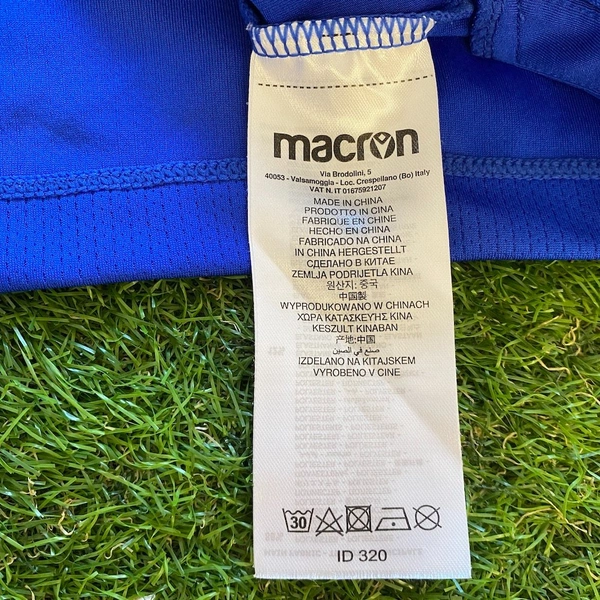 macron
Via Brodolini, 5
40053 - Valsamoggia - Loc. Crespellano (Bo) Italy
VAT N. IT 01675921207
MADE IN CHINA
PRODOTTO IN CINA
FABRIQUE EN CHINE
HECHO EN CHINA
FABRICADO NA CHINA
IN CHINA HERGESTELLT
СДЕЛАНО В КИТАЕ
ZEMLJA PODRIJETLA KINA
원산지: 중국
中国製
WYPRODUKOWANO W CHINACH
ΧΩΡΑ ΚΑΤΑΣΚΕΥΗΣ ΚΙΝΑ
KESZULT KINABAN
产地:中国
صنع في الصين
IZDELANO NA KITAJSKEM
VYROBENO V CINE
30
ID 320